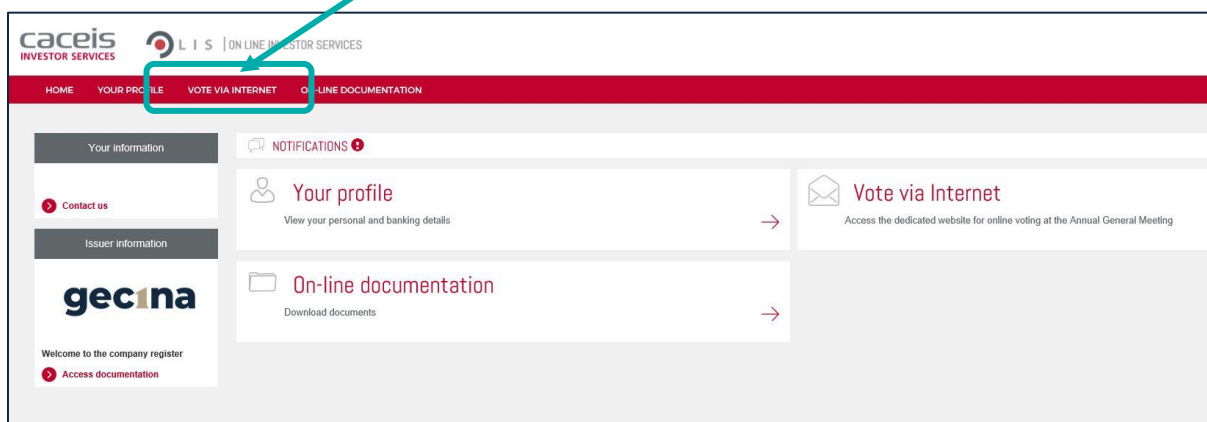 caceis
INVESTOR SERVICES
LIS | ON LINE INVESTOR SERVICES
HOME YOUR PROFILE VOTE VIA INTERNET ON-LINE DOCUMENTATION
Your information
Contact us
Issuer information
gecina
Welcome to the company register
Access documentation
NOTIFICATIONS
Your profile
View your personal and banking details
Vote via Internet
Access the dedicated website for online voting at the Annual General Meeting
On-line documentation
Download documents